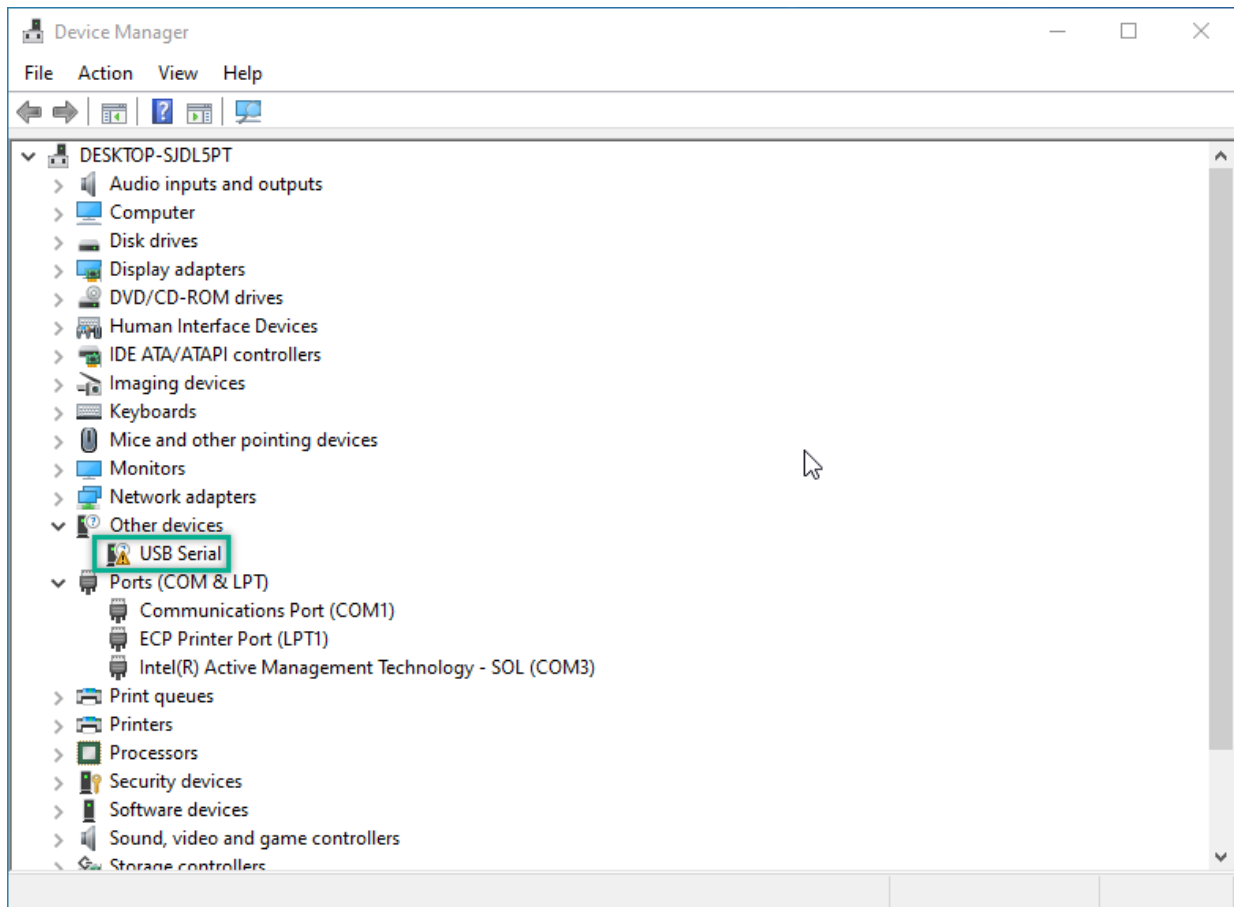 Device Manager
File Action View Help
DESKTOP-SJDL5PT
Audio inputs and outputs
Computer
Disk drives
Display adapters
DVD/CD-ROM drives
Human Interface Devices
IDE ATA/ATAPI controllers
Imaging devices
Keyboards
Mice and other pointing devices
Monitors
Network adapters
Other devices
USB Serial
Ports (COM & LPT)
Communications Port (COM1)
ECP Printer Port (LPT1)
Intel(R) Active Management Technology - SOL (COM3)
Print queues
Printers
Processors
Security devices
Software devices
Sound, video and game controllers
Storage controllers